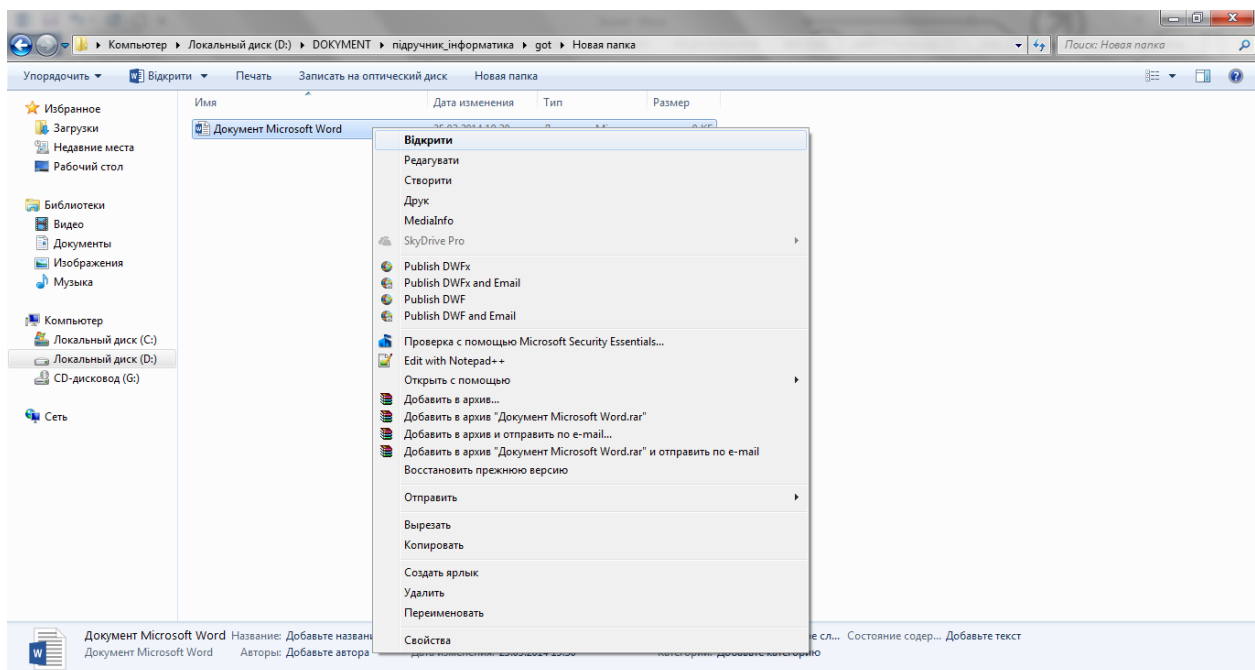 Компьютер ▸ Локальный диск (D:) ▸ DOKYMENT ▸ підручник_інформатика ▸ got ▸ Новая папка
Поиск: Новая папка
Упорядочить Відкрити Печать Записать на оптический диск Новая папка
Избранное
Загрузки
Недавние места
Рабочий стол
Библиотеки
Видео
Документы
Изображения
Музыка
Компьютер
Локальный диск (C:)
Локальный диск (D:)
CD-дисковод (G:)
Сеть
Имя Дата изменения Тип Размер
Документ Microsoft Word
Відкрити
Редагувати
Створити
Друк
MediaInfo
SkyDrive Pro
Publish DWFx
Publish DWFx and Email
Publish DWF
Publish DWF and Email
Проверка с помощью Microsoft Security Essentials...
Edit with Notepad++
Открыть с помощью
Добавить в архив...
Добавить в архив "Документ Microsoft Word.rar"
Добавить в архив и отправить по e-mail...
Добавить в архив "Документ Microsoft Word.rar" и отправить по e-mail
Восстановить прежнюю версию
Отправить
Вырезать
Копировать
Создать ярлык
Удалить
Переименовать
Свойства
Документ Microsoft Word Название: Добавьте Состояние содер... Добавьте текст
Документ Microsoft Word Авторы: Добавьте автора